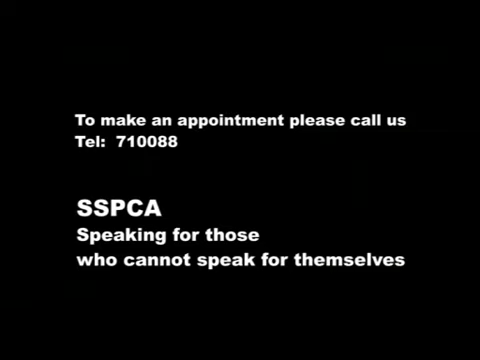 To make an appointment please call us
Tel: 710088
SSPCA
Speaking for those
who cannot speak for themselves